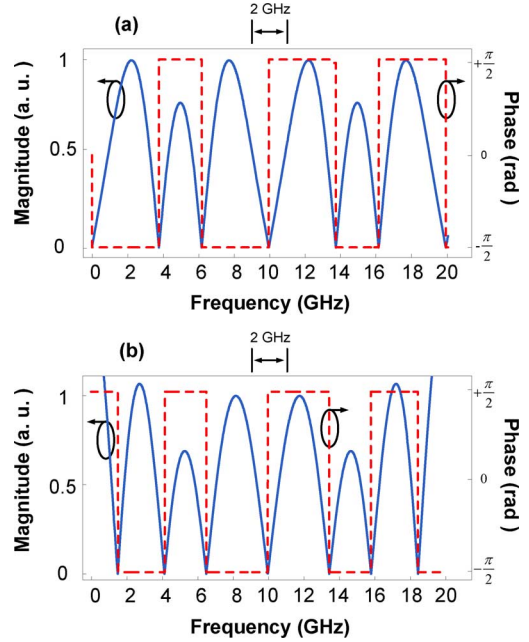 2 GHz
(a)
Magnitude (a. u.)
1
0.5
0
+π/2
0
-π/2
Phase (rad )
0 2 4 6 8 10 12 14 16 18 20
Frequency (GHz)
2 GHz
(b)
Magnitude (a. u.)
1
0.5
0
+π/2
0
-π/2
Phase (rad )
0 2 4 6 8 10 12 14 16 18 20
Frequency (GHz)